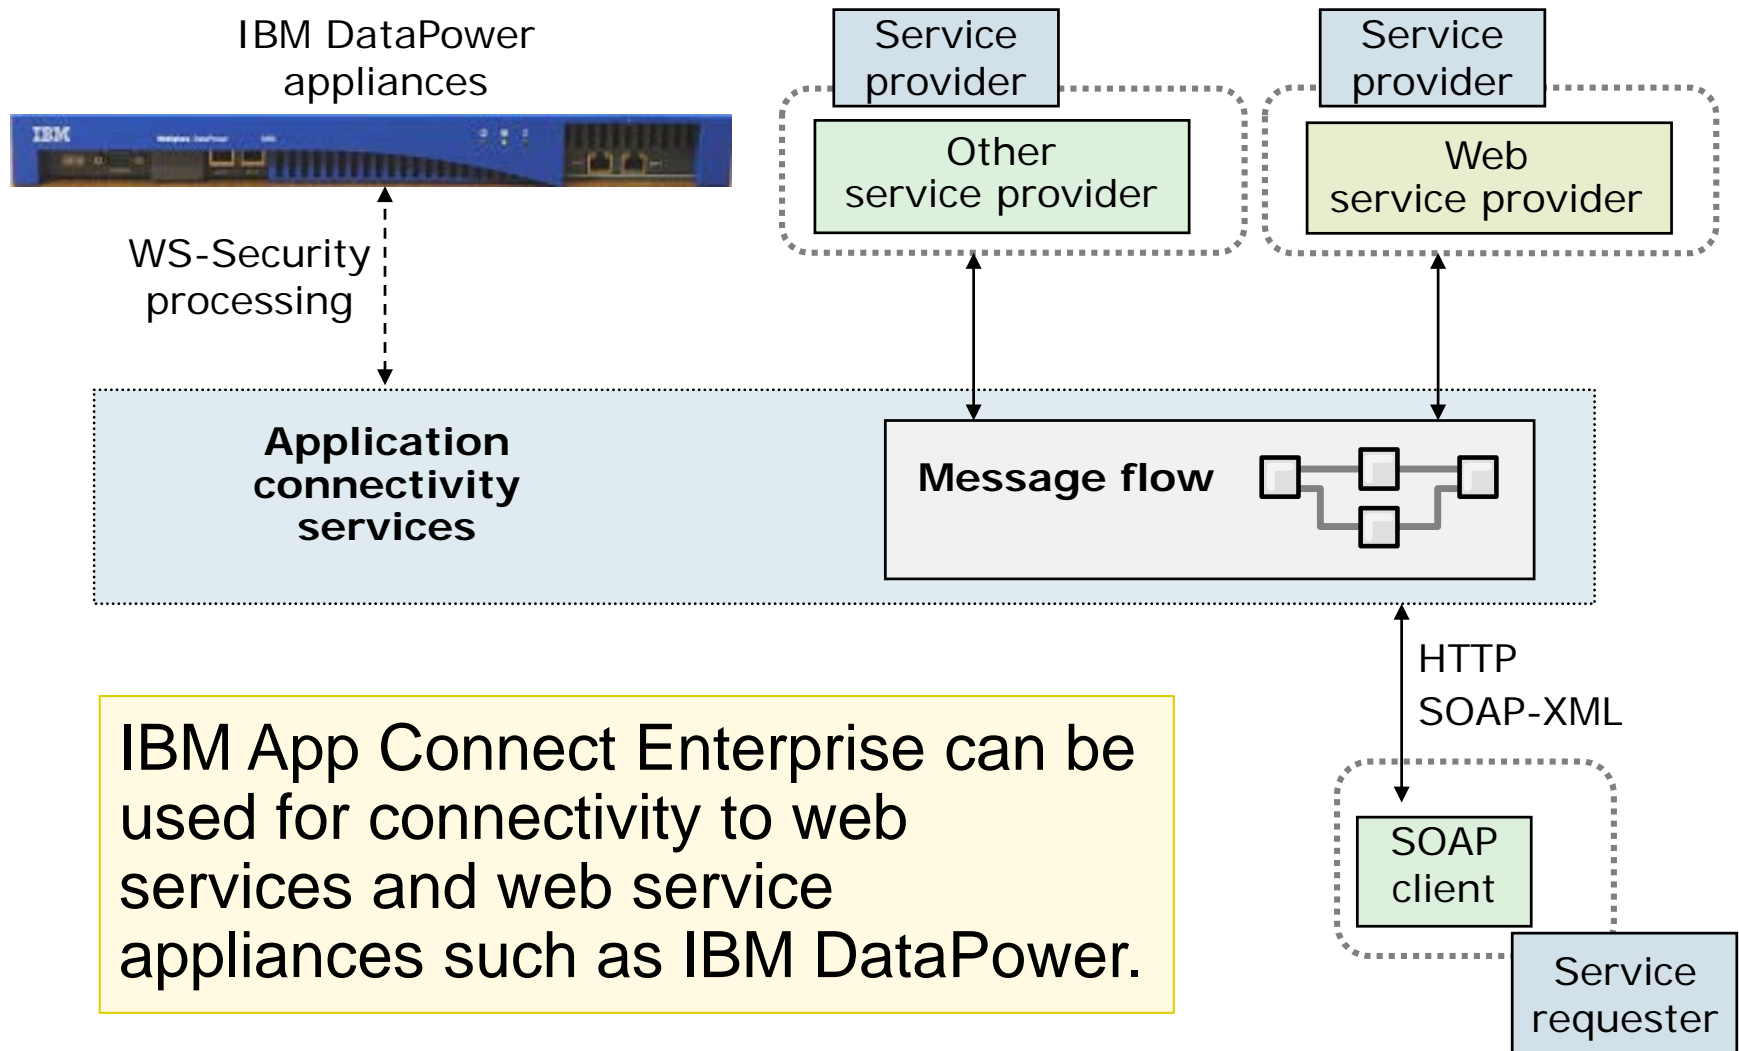 IBM DataPower
appliances
IBM
Service
provider
Other
service provider
Service
provider
Web
service provider
WS-Security
processing
Application
connectivity
services
Message flow
HTTP
SOAP-XML
IBM App Connect Enterprise can be
used for connectivity to web
services and web service
appliances such as IBM DataPower.
SOAP
client
Service
requester